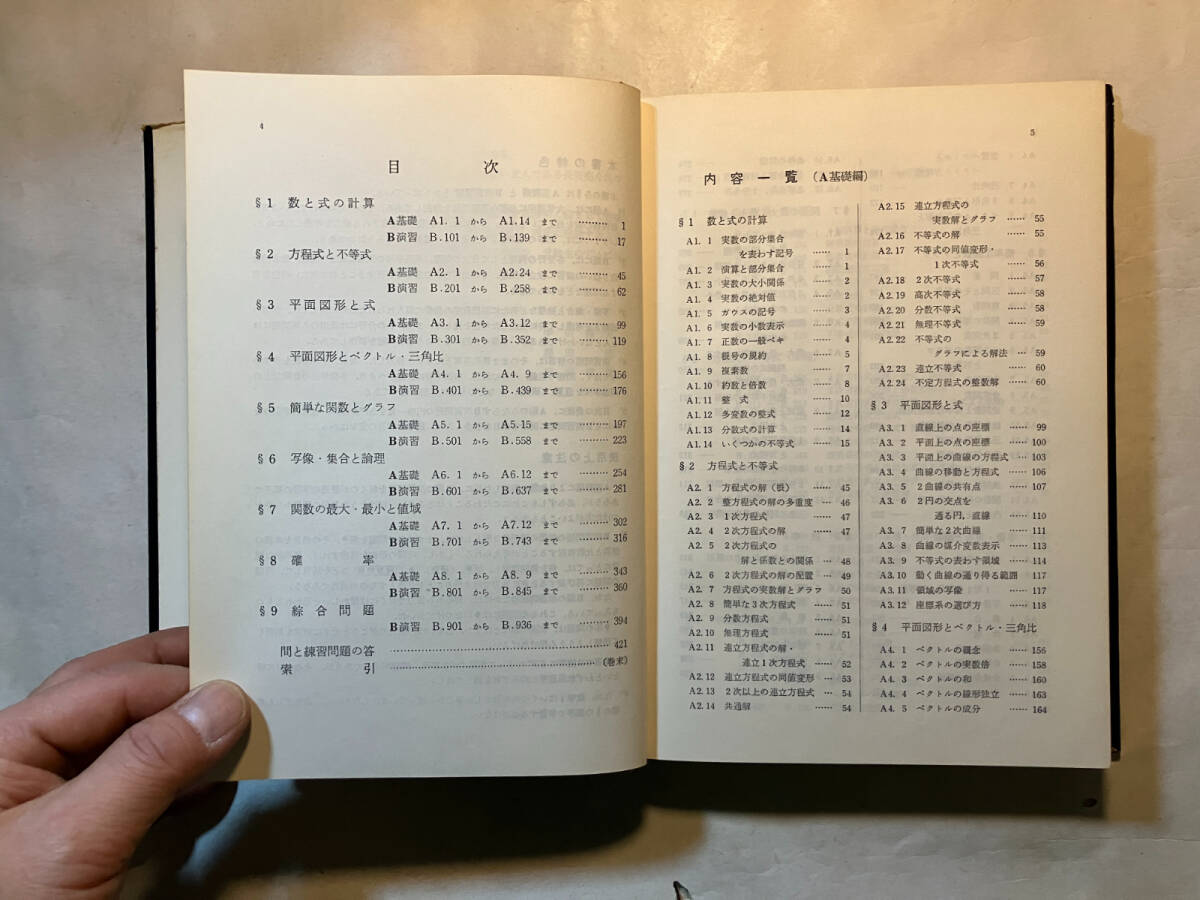 4
目 次
§1 数と式の計算
A基礎 A1. 1 から A1.14 まで ……… 1
B演習 B.101 から B.139 まで ……… 17
§2 方程式と不等式
A基礎 A2. 1 から A2.24 まで ……… 45
B演習 B.201 から B.258 まで ……… 62
§3 平面図形と式
A基礎 A3. 1 から A3.12 まで ……… 99
B演習 B.301 から B.352 まで ……… 119
§4 平面図形とベクトル・三角比
A基礎 A4. 1 から A4. 9 まで ……… 156
B演習 B.401 から B.439 まで ……… 176
§5 簡単な関数とグラフ
A基礎 A5. 1 から A5.15 まで ……… 197
B演習 B.501 から B.558 まで ……… 223
§6 写像・集合と論理
A基礎 A6. 1 から A6.12 まで ……… 254
B演習 B.601 から B.637 まで ……… 281
§7 関数の最大・最小と値域
A基礎 A7. 1 から A7.12 まで ……… 302
B演習 B.701 から B.743 まで ……… 316
§8 確 率
A基礎 A8. 1 から A8. 9 まで ……… 343
B演習 B.801 から B.845 まで ……… 360
§9 綜合問題
B演習 B.901 から B.936 まで ……… 394
問と練習問題の答 ……… 421
索 引 ……… (巻末)
5
内容一覧 (A基礎編)
§1 数と式の計算
A1. 1 実数の部分集合
を表わす記号 …… 1
A1. 2 演算と部分集合 …… 1
A1. 3 実数の大小関係 …… 2
A1. 4 実数の絶対値 …… 2
A1. 5 ガウスの記号 …… 3
A1. 6 実数の小数表示 …… 4
A1. 7 正数の一般ベキ …… 4
A1. 8 根号の規約 …… 5
A1. 9 複素数 …… 7
A1.10 約数と倍数 …… 8
A1.11 整 式 …… 10
A1.12 多変数の整式 …… 12
A1.13 分数式の計算 …… 14
A1.14 いくつかの不等式 …… 15
§2 方程式と不等式
A2. 1 方程式の解(根) …… 45
A2. 2 整方程式の解の多重度 … 46
A2. 3 1次方程式 …… 47
A2. 4 2次方程式の解 …… 47
A2. 5 2次方程式の
解と係数との関係 … 48
A2. 6 2次方程式の解の配置 … 49
A2. 7 方程式の実数解とグラフ 50
A2. 8 簡単な3次方程式 …… 51
A2. 9 分数方程式 …… 51
A2.10 無理方程式 …… 51
A2.11 連立方程式の解・
連立1次方程式 …… 52
A2.12 連立方程式の同値変形 … 53
A2.13 2次以上の連立方程式 … 54
A2.14 共通解 …… 54
A2.15 連立方程式の
実数解とグラフ …… 55
A2.16 不等式の解 …… 55
A2.17 不等式の同値変形・
1次不等式 …… 56
A2.18 2次不等式 …… 57
A2.19 高次不等式 …… 58
A2.20 分数不等式 …… 58
A2.21 無理不等式 …… 59
A2.22 不等式の
グラフによる解法 … 59
A2.23 連立不等式 …… 60
A2.24 不定方程式の整数解 …… 60
§3 平面図形と式
A3. 1 直線上の点の座標 …… 99
A3. 2 平面上の点の座標 …… 100
A3. 3 平面上の曲線の方程式 … 103
A3. 4 曲線の移動と方程式 …… 106
A3. 5 2曲線の共有点 …… 107
A3. 6 2円の交点を
通る円,直線 …… 110
A3. 7 簡単な2次曲線 …… 111
A3. 8 曲線の媒介変数表示 …… 113
A3. 9 不等式の表わす領域 …… 114
A3.10 動く曲線の通り得る範囲 117
A3.11 領域の写像 …… 117
A3.12 座標系の選び方 …… 118
§4 平面図形とベクトル・三角比
A4. 1 ベクトルの概念 …… 156
A4. 2 ベクトルの実数倍 …… 158
A4. 3 ベクトルの和 …… 160
A4. 4 ベクトルの線形独立 …… 163
A4. 5 ベクトルの成分 …… 164